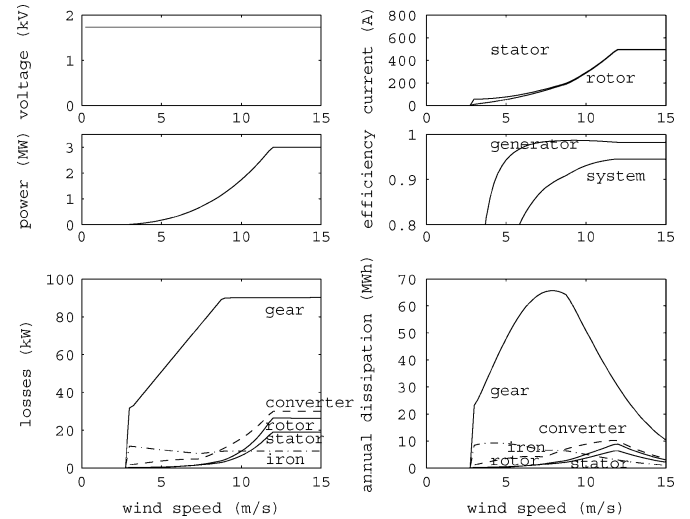 voltage (kV)
2
1
0
0 5 10 15
current (A)
800
600
400
200
0
stator
rotor
0 5 10 15
power (MW)
3
2
1
0
0 5 10 15
efficiency
1
0.9
0.8
generator
system
0 5 10 15
losses (kW)
100
80
60
40
20
0
gear
converter
rotor
stator
iron
0 5 10 15
wind speed (m/s)
annual dissipation (MWh)
70
60
50
40
30
20
10
0
gear
converter
iron
rotor
stator
0 5 10 15
wind speed (m/s)